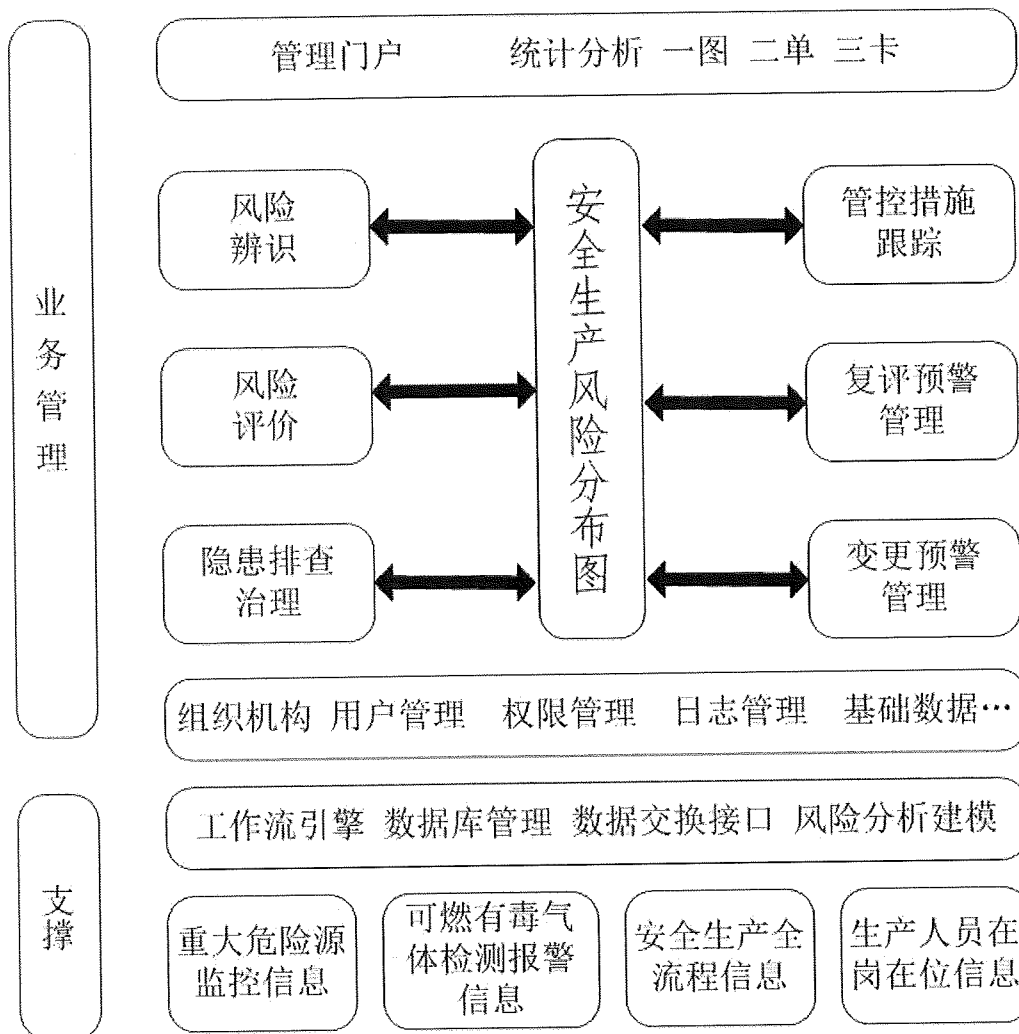 管理门户 统计分析 一图 二单 三卡
业务管理
风险
辨识
安全生产风险分布图
管控措施
跟踪
风险
评价
复评预警
管理
隐患排查
治理
变更预警
管理
组织机构 用户管理 权限管理 日志管理 基础数据…
支撑
工作流引擎 数据库管理 数据交换接口 风险分析建模
重大危险源
监控信息
可燃有毒气
体检测报警
信息
安全生产全
流程信息
生产人员在
岗在位信息